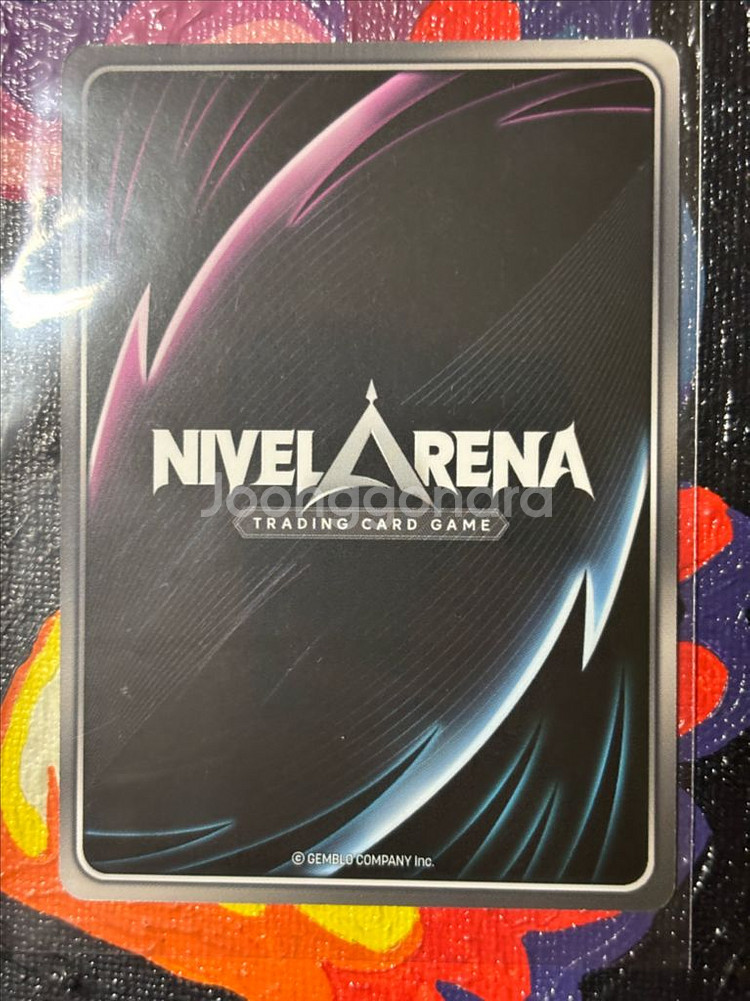 NIVEL ARENA
Joonggonara
TRADING CARD GAME
© GEMBLO COMPANY Inc.